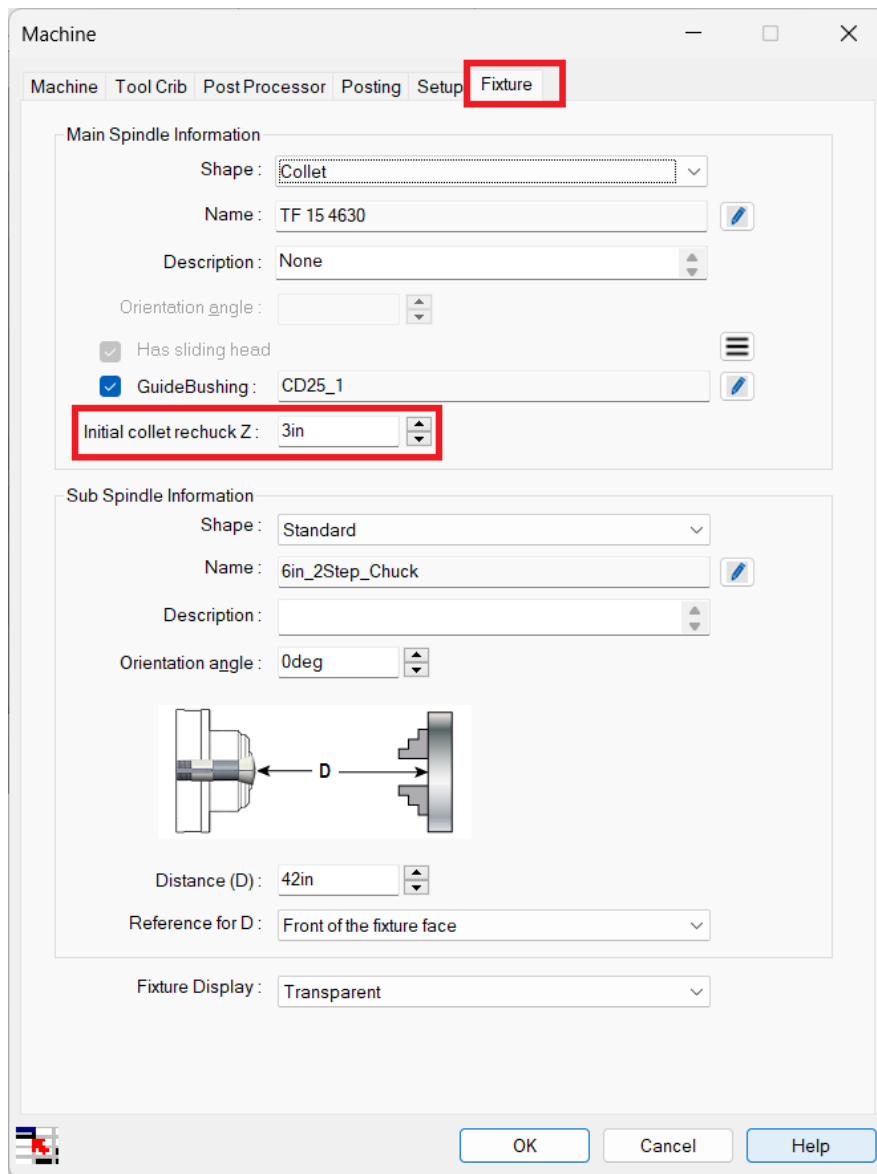 Machine
Machine Tool Crib Post Processor Posting Setup Fixture
Main Spindle Information
Shape : Collet
Name : TF 15 4630
Description : None
Orientation angle :
Has sliding head
GuideBushing : CD25_1
Initial collet rechuck Z : 3in
Sub Spindle Information
Shape : Standard
Name : 6in_2Step_Chuck
Description :
Orientation angle : 0deg
D
Distance (D) : 42in
Reference for D : Front of the fixture face
Fixture Display : Transparent
OK Cancel Help